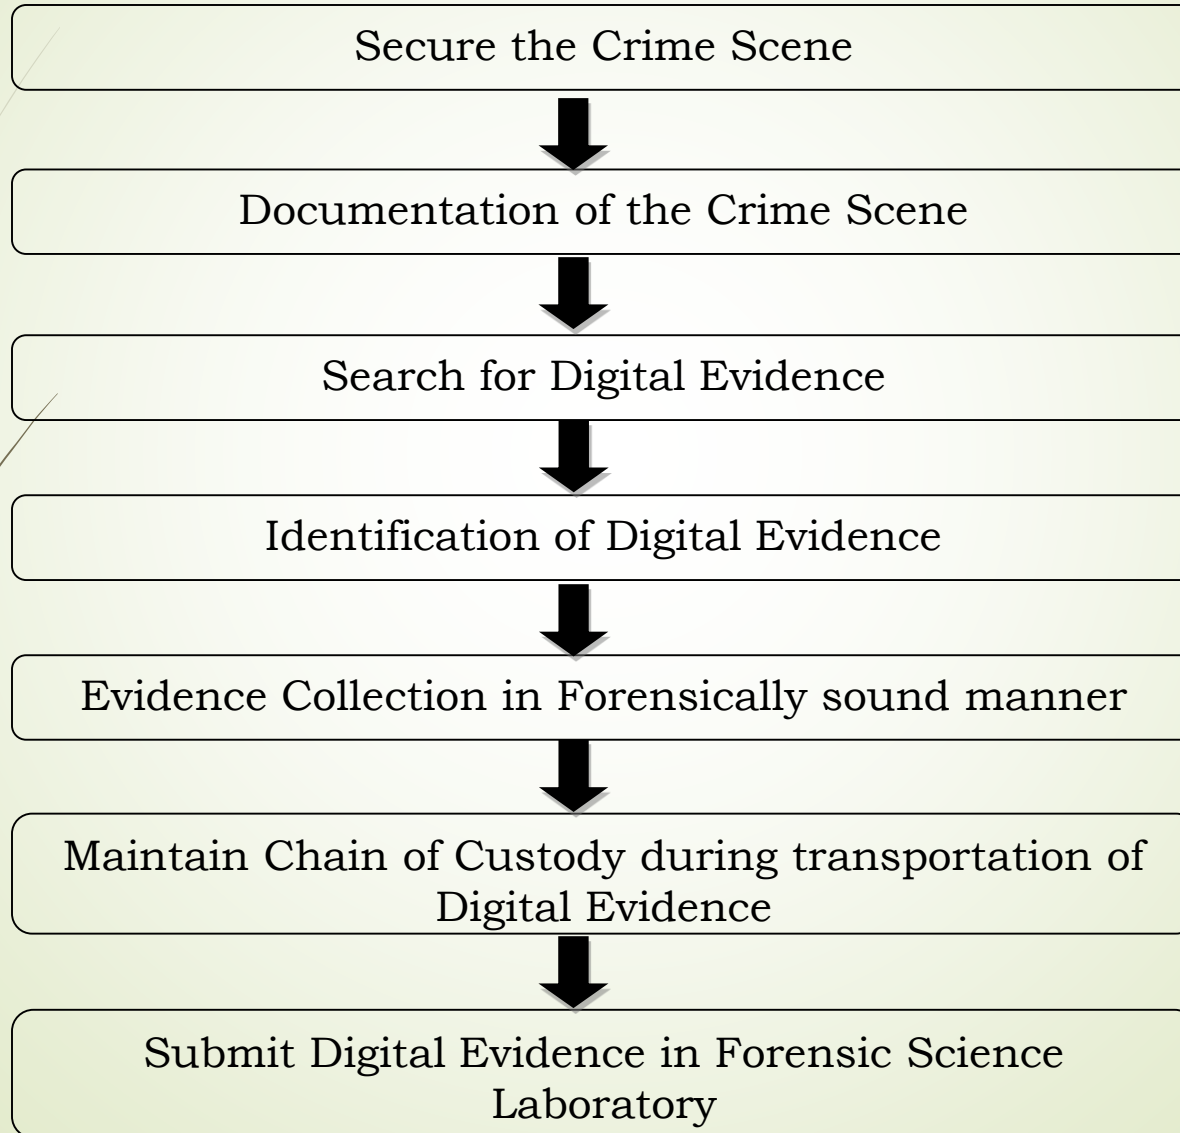 Secure the Crime Scene
Documentation of the Crime Scene
Search for Digital Evidence
Identification of Digital Evidence
Evidence Collection in Forensically sound manner
Maintain Chain of Custody during transportation of
Digital Evidence
Submit Digital Evidence in Forensic Science
Laboratory